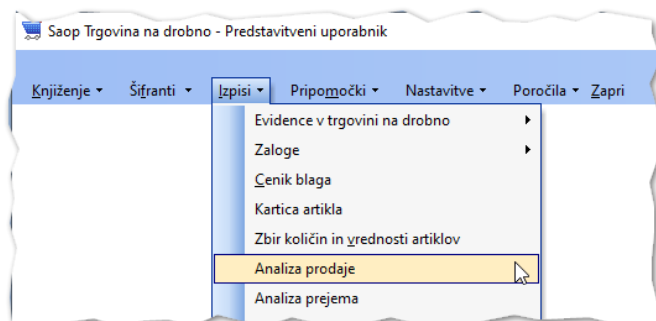 Saop Trgovina na drobno - Predstavitveni uporabnik
Knjiženje Šifranti Izpisi Pripomočki Nastavitve Poročila Zapri
Evidence v trgovini na drobno
Zaloge
Cenik blaga
Kartica artikla
Zbir količin in vrednosti artiklov
Analiza prodaje
Analiza prejema